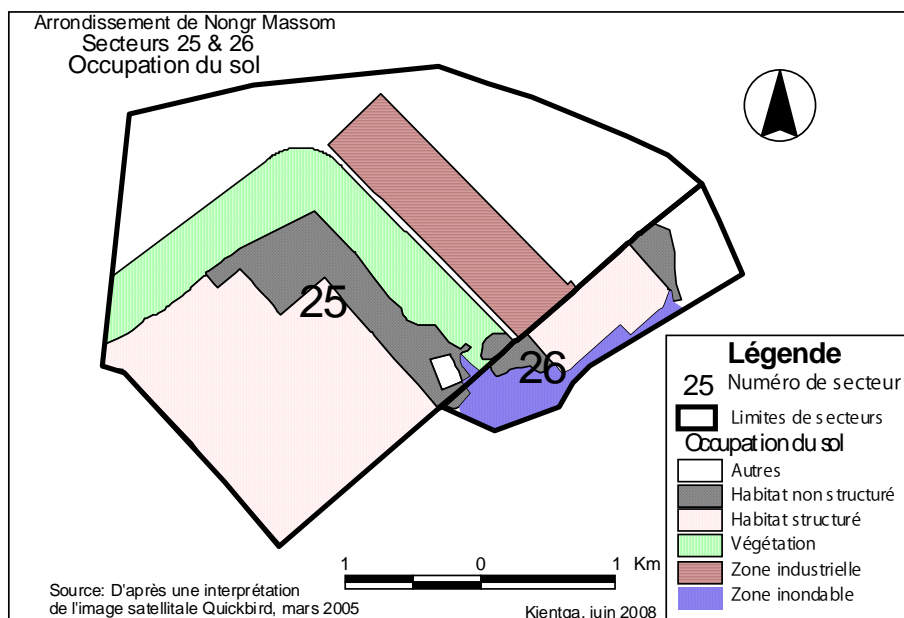 Arrondissement de Nongr Massom
Secteurs 25 & 26
Occupation du sol
25
26
Légende
25 Numéro de secteur
Limites de secteurs
Occupation du sol
Autres
Habitat non structuré
Habitat structuré
Végétation
Zone industrielle
Zone inondable
1 0 1 Km
Source: D'après une interprétation
de l'image satellitale Quickbird, mars 2005
Kientga, juin 2008